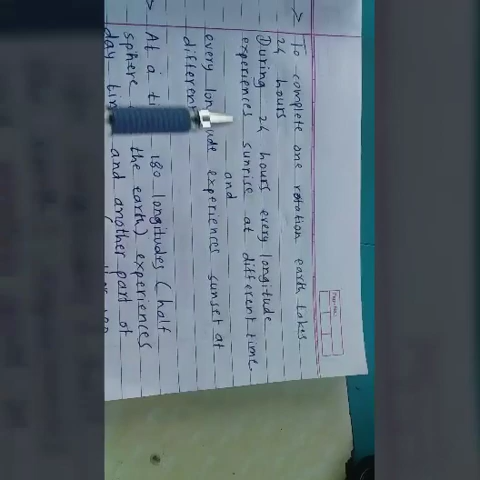 > To complete one rotation earth takes
24 hours
During 24 hours every longitude
experiences sunrise at different time
and
every longitude experiences sunset at
different
> At a 180 longitudes (half
sphere the earth) experiences
day and another part of